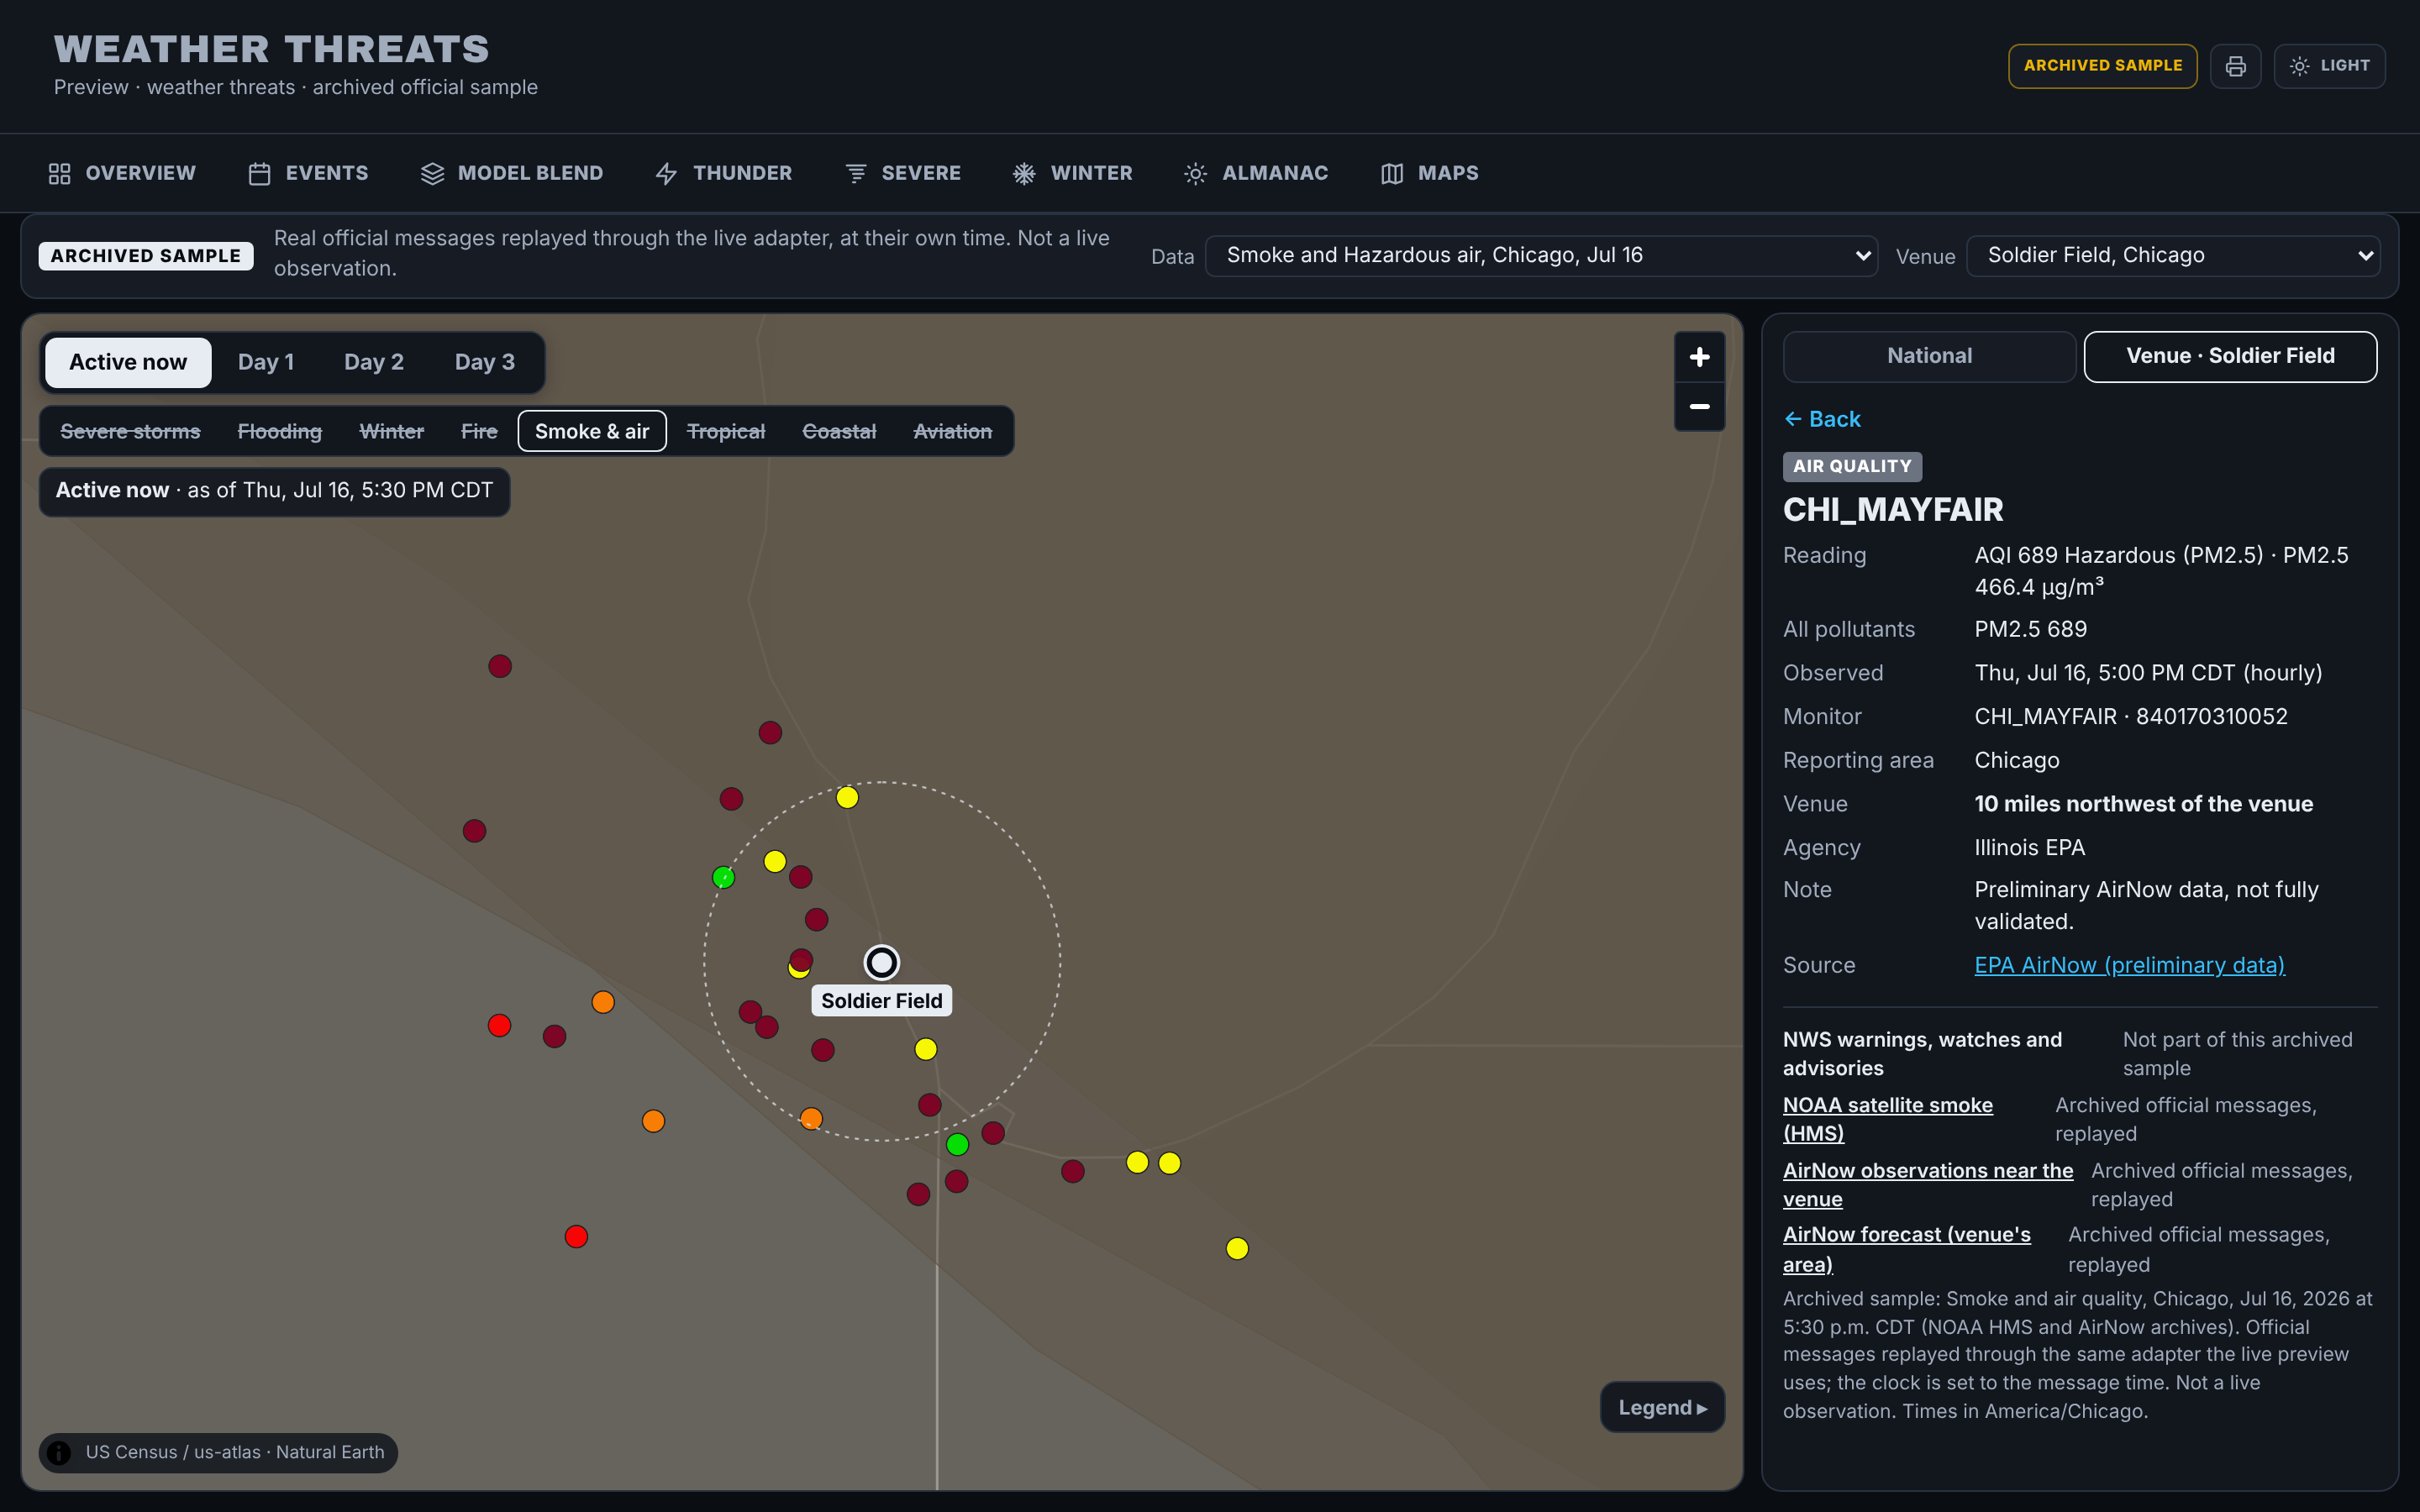 WEATHER THREATS
Preview · weather threats · archived official sample
ARCHIVED SAMPLE
LIGHT
OVERVIEW
EVENTS
MODEL BLEND
THUNDER
SEVERE
WINTER
ALMANAC
MAPS
ARCHIVED SAMPLE
Real official messages replayed through the live adapter, at their own time. Not a live
observation.
Data
Smoke and Hazardous air, Chicago, Jul 16
Venue
Soldier Field, Chicago
Active now
Day 1
Day 2
Day 3
Severe storms
Flooding
Winter
Fire
Smoke & air
Tropical
Coastal
Aviation
Active now · as of Thu, Jul 16, 5:30 PM CDT
+
−
Soldier Field
Legend ▸
US Census / us-atlas · Natural Earth
National
Venue · Soldier Field
← Back
AIR QUALITY
CHI_MAYFAIR
Reading
AQI 689 Hazardous (PM2.5) · PM2.5
466.4 µg/m³
All pollutants
PM2.5 689
Observed
Thu, Jul 16, 5:00 PM CDT (hourly)
Monitor
CHI_MAYFAIR · 840170310052
Reporting area
Chicago
Venue
10 miles northwest of the venue
Agency
Illinois EPA
Note
Preliminary AirNow data, not fully
validated.
Source
EPA AirNow (preliminary data)
NWS warnings, watches and
advisories
Not part of this archived
sample
NOAA satellite smoke
(HMS)
Archived official messages,
replayed
AirNow observations near the
venue
Archived official messages,
replayed
AirNow forecast (venue's
area)
Archived official messages,
replayed
Archived sample: Smoke and air quality, Chicago, Jul 16, 2026 at
5:30 p.m. CDT (NOAA HMS and AirNow archives). Official
messages replayed through the same adapter the live preview
uses; the clock is set to the message time. Not a live
observation. Times in America/Chicago.